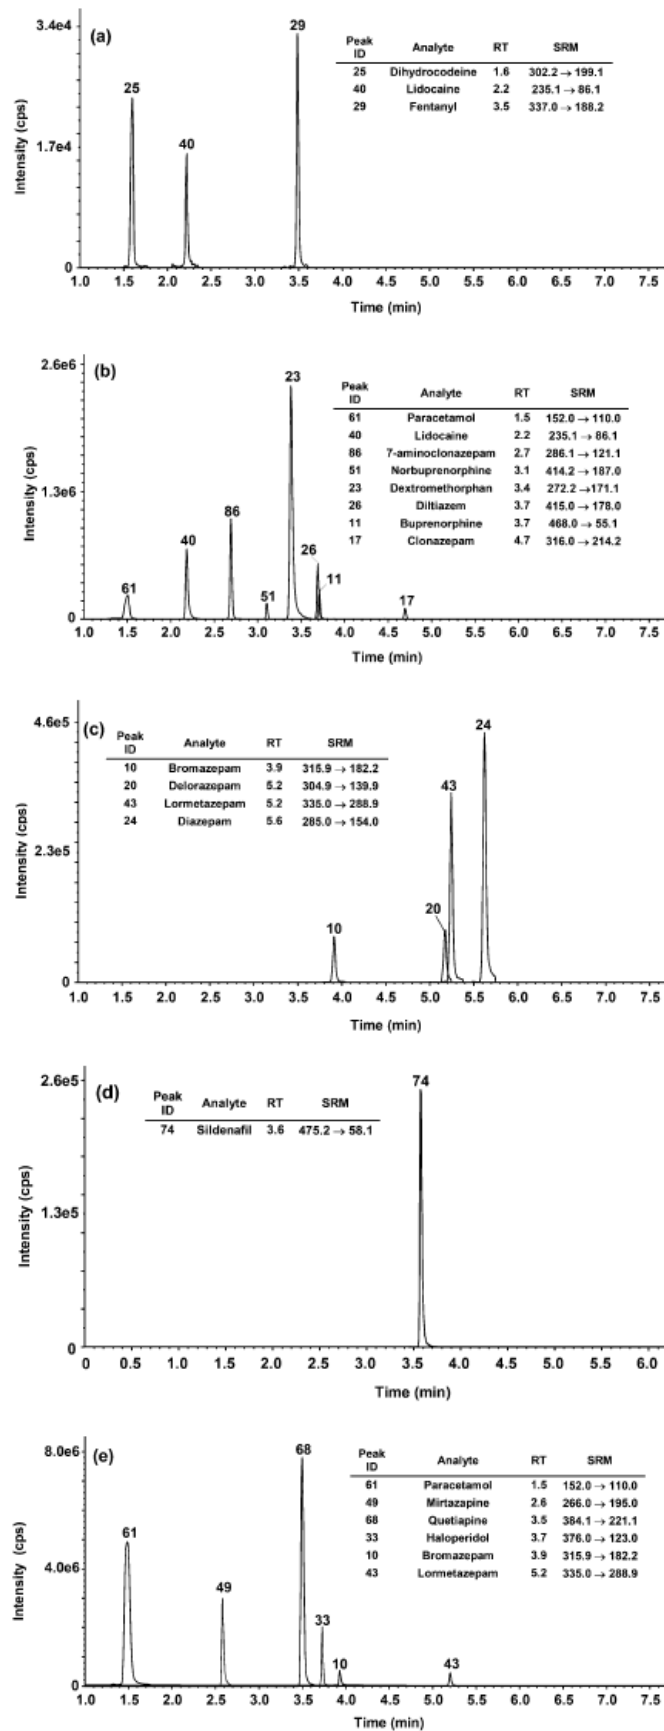 (a)
3.4e4
1.7e4
0
Intensity (cps)
25
40
29
Peak ID Analyte RT SRM
25 Dihydrocodeine 1.6 302.2 → 199.1
40 Lidocaine 2.2 235.1 → 86.1
29 Fentanyl 3.5 337.0 → 188.2
1.0 1.5 2.0 2.5 3.0 3.5 4.0 4.5 5.0 5.5 6.0 6.5 7.0 7.5
Time (min)
(b)
2.6e6
1.3e6
0
Intensity (cps)
61
40
86
51
23
26
11
17
Peak ID Analyte RT SRM
61 Paracetamol 1.5 152.0 → 110.0
40 Lidocaine 2.2 235.1 → 86.1
86 7-aminoclonazepam 2.7 286.1 → 121.1
51 Norbuprenorphine 3.1 414.2 → 187.0
23 Dextromethorphan 3.4 272.2 → 171.1
26 Diltiazem 3.7 415.0 → 178.0
11 Buprenorphine 3.7 468.0 → 55.1
17 Clonazepam 4.7 316.0 → 214.2
1.0 1.5 2.0 2.5 3.0 3.5 4.0 4.5 5.0 5.5 6.0 6.5 7.0 7.5
Time (min)
(c)
4.6e5
2.3e5
0
Intensity (cps)
Peak ID Analyte RT SRM
10 Bromazepam 3.9 315.9 → 182.2
20 Delorazepam 5.2 304.9 → 139.9
43 Lormetazepam 5.2 335.0 → 288.9
24 Diazepam 5.6 285.0 → 154.0
10
20
43
24
1.0 1.5 2.0 2.5 3.0 3.5 4.0 4.5 5.0 5.5 6.0 6.5 7.0 7.5
Time (min)
(d)
2.6e5
1.3e5
0
Intensity (cps)
Peak ID Analyte RT SRM
74 Sildenafil 3.6 475.2 → 58.1
74
0 0.5 1.0 1.5 2.0 2.5 3.0 3.5 4.0 4.5 5.0 5.5 6.0
Time (min)
(e)
8.0e6
4.0e6
0
Intensity (cps)
61
49
68
33
10
43
Peak ID Analyte RT SRM
61 Paracetamol 1.5 152.0 → 110.0
49 Mirtazapine 2.6 266.0 → 195.0
68 Quetiapine 3.5 384.1 → 221.1
33 Haloperidol 3.7 376.0 → 123.0
10 Bromazepam 3.9 315.9 → 182.2
43 Lormetazepam 5.2 335.0 → 288.9
1.0 1.5 2.0 2.5 3.0 3.5 4.0 4.5 5.0 5.5 6.0 6.5 7.0 7.5
Time (min)